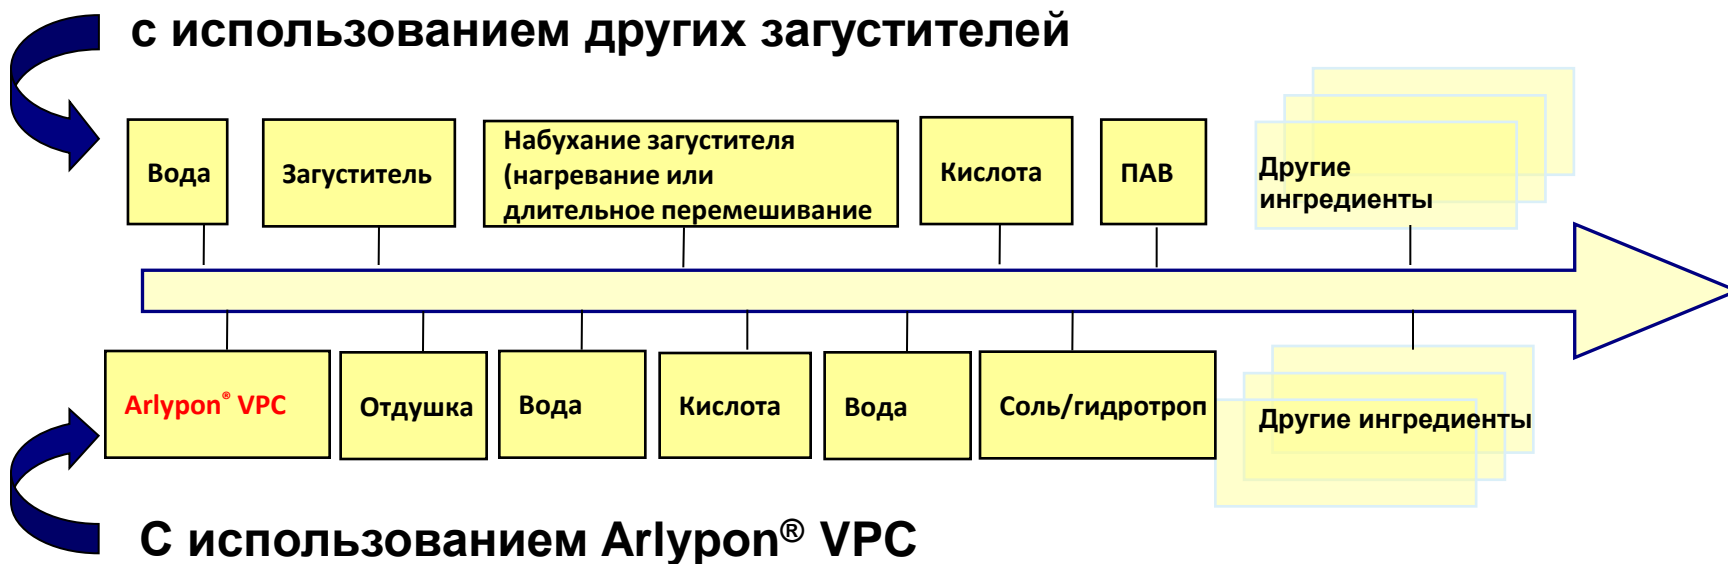 с использованием других загустителей
Вода
Загуститель
Набухание загустителя
(нагревание или
длительное перемешивание
Кислота
ПАВ
Другие
ингредиенты
Arlypon® VPC
Отдушка
Вода
Кислота
Вода
Соль/гидротроп
Другие ингредиенты
С использованием Arlypon® VPC